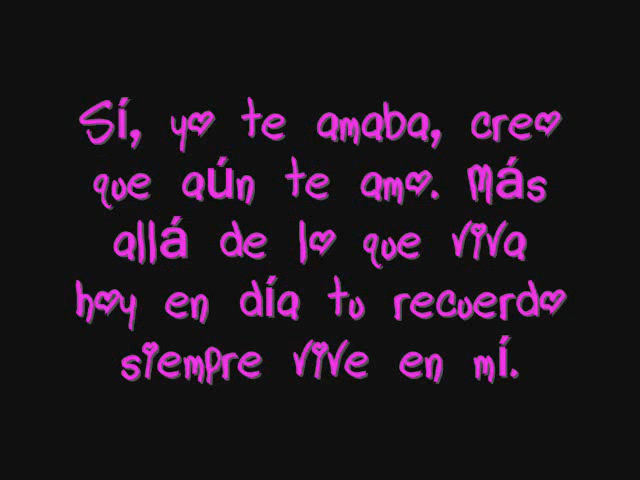 Sí, yo te amaba, creo
que aún te amo. Más
allá de lo que viva
hoy en día tu recuerdo
siempre vive en mí.